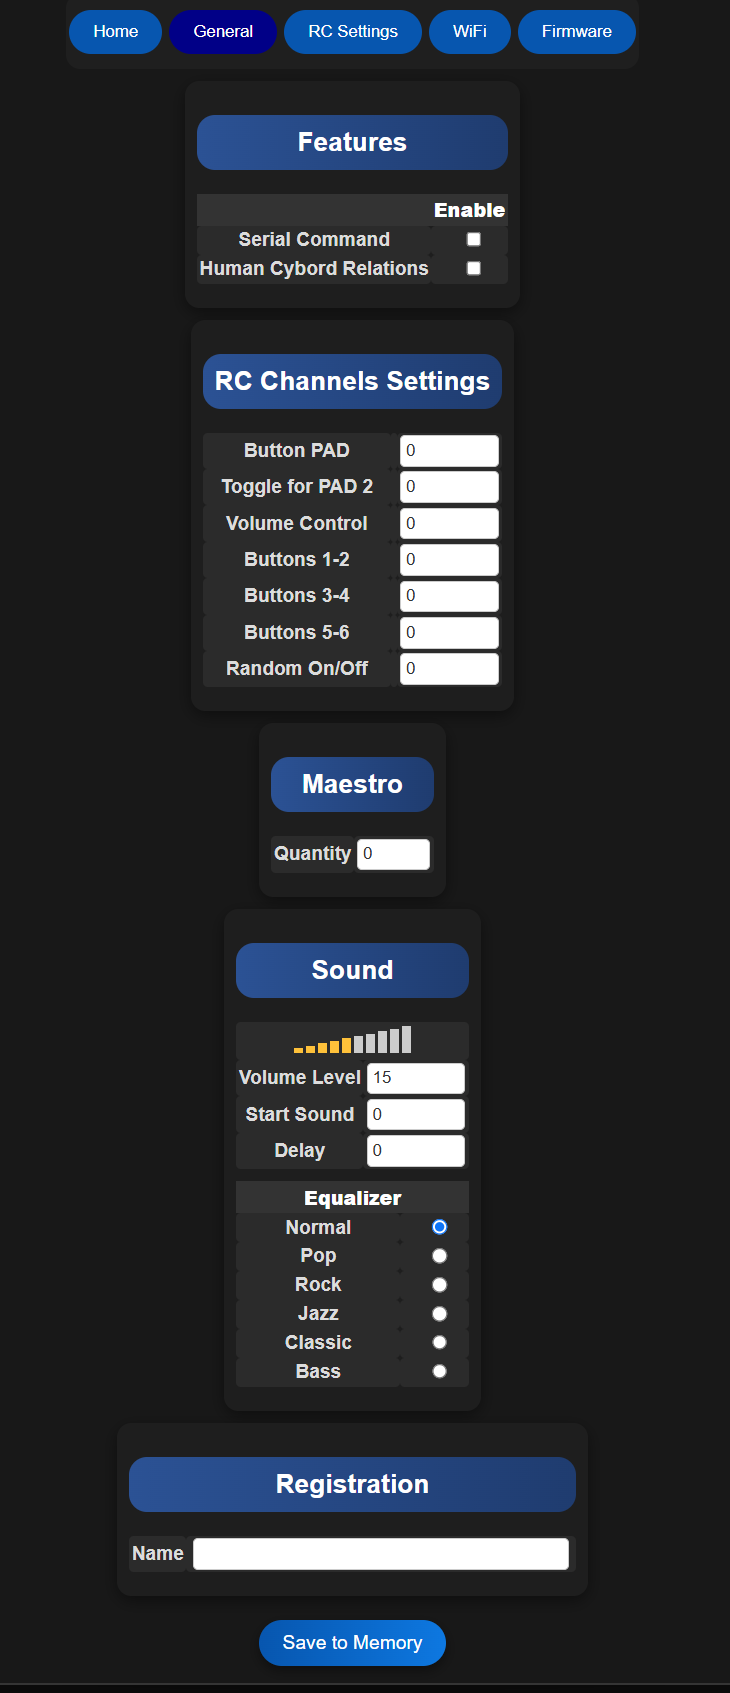 Home General RC Settings WiFi Firmware
Features
Enable
Serial Command
Human Cybord Relations
RC Channels Settings
Button PAD 0
Toggle for PAD 2 0
Volume Control 0
Buttons 1-2 0
Buttons 3-4 0
Buttons 5-6 0
Random On/Off 0
Maestro
Quantity 0
Sound
Volume Level 15
Start Sound 0
Delay 0
Equalizer
Normal
Pop
Rock
Jazz
Classic
Bass
Registration
Name
Save to Memory